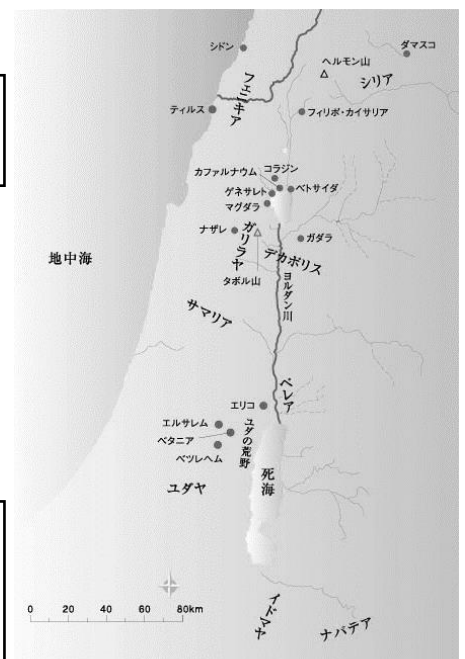 シドン
ダマスコ
ヘルモン山
シリア
フェニキア
ティルス
フィリポ・カイサリア
コラジン
カファルナウム
ベトサイダ
ゲネサレト
マグダラ
ナザレ
ガリラヤ
ガダラ
デカポリス
地中海
タボル山
ヨルダン川
サマリア
ペレア
エリコ
エルサレム
ベタニア
ユダの荒野
ベツレヘム
ユダヤ
死海
イドマヤ
ナバテア
0 20 40 60 80km